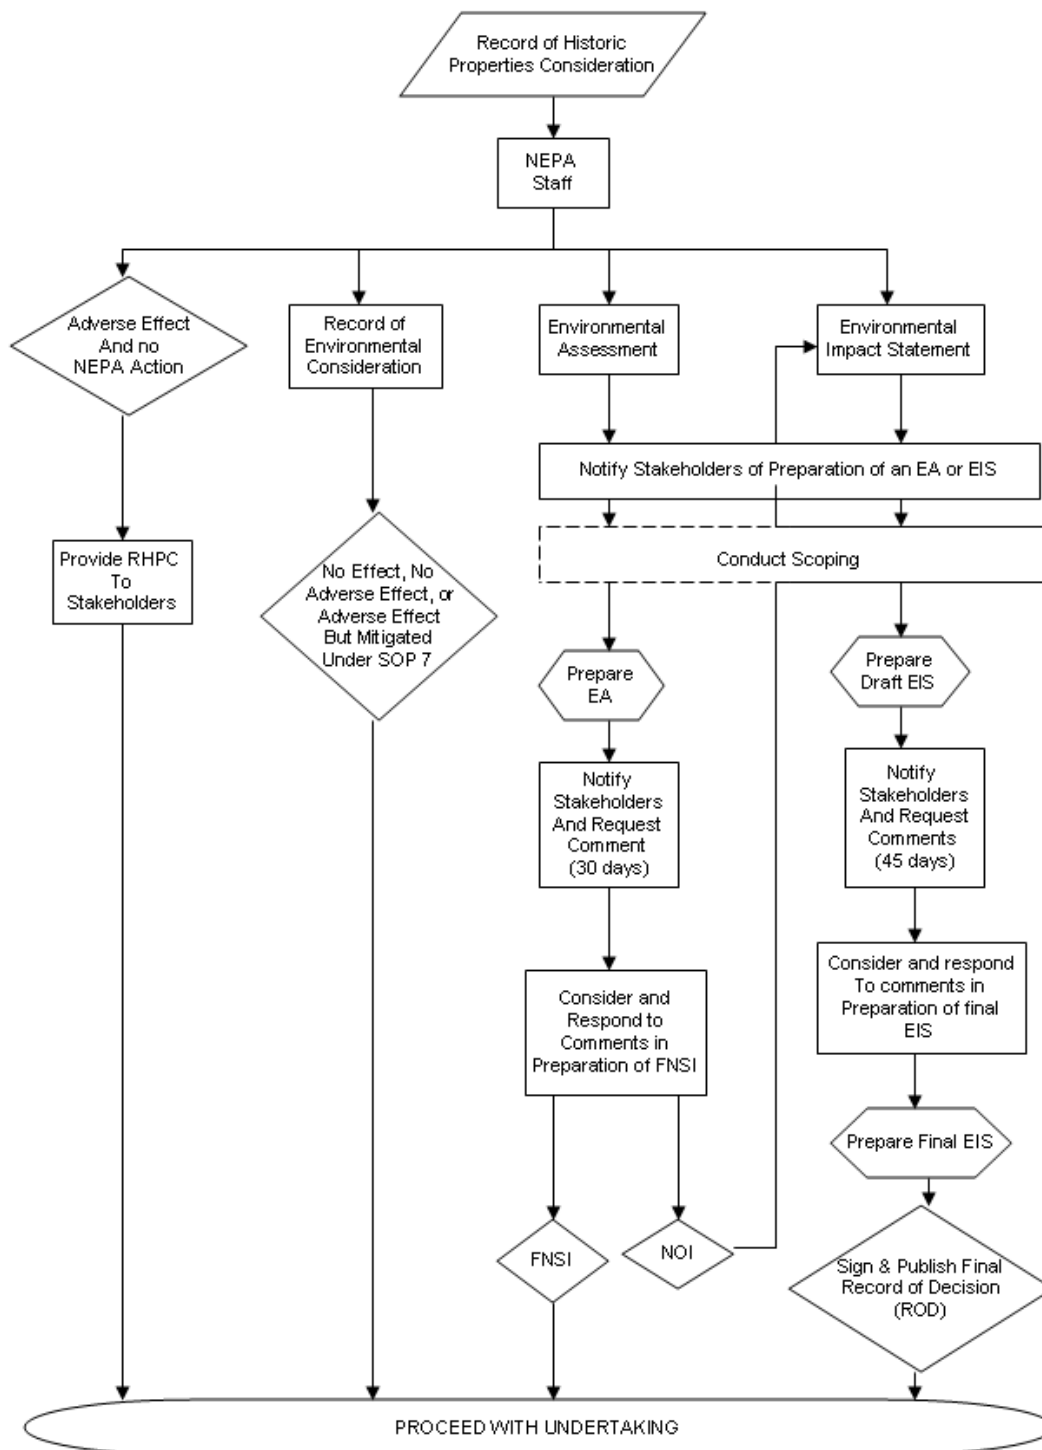 Record of Historic
Properties Consideration
NEPA
Staff
Adverse Effect
And no
NEPA Action
Record of
Environmental
Consideration
Environmental
Assessment
Environmental
Impact Statement
Notify Stakeholders of Preparation of an EA or EIS
Conduct Scoping
Provide RHPC
To
Stakeholders
No Effect, No
Adverse Effect, or
Adverse Effect
But Mitigated
Under SOP 7
Prepare
EA
Prepare
Draft EIS
Notify
Stakeholders
And Request
Comment
(30 days)
Notify
Stakeholders
And Request
Comments
(45 days)
Consider and
Respond to
Comments in
Preparation of FNSI
Consider and respond
To comments in
Preparation of final
EIS
Prepare Final EIS
FNSI
NOI
Sign & Publish Final
Record of Decision
(ROD)
PROCEED WITH UNDERTAKING